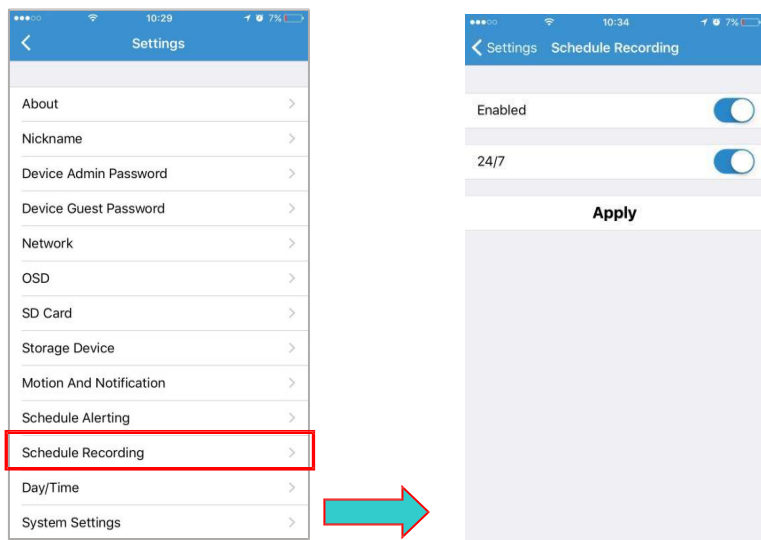 10:29
7%
Settings
About
Nickname
Device Admin Password
Device Guest Password
Network
OSD
SD Card
Storage Device
Motion And Notification
Schedule Alerting
Schedule Recording
Day/Time
System Settings
10:34
7%
Settings Schedule Recording
Enabled
24/7
Apply